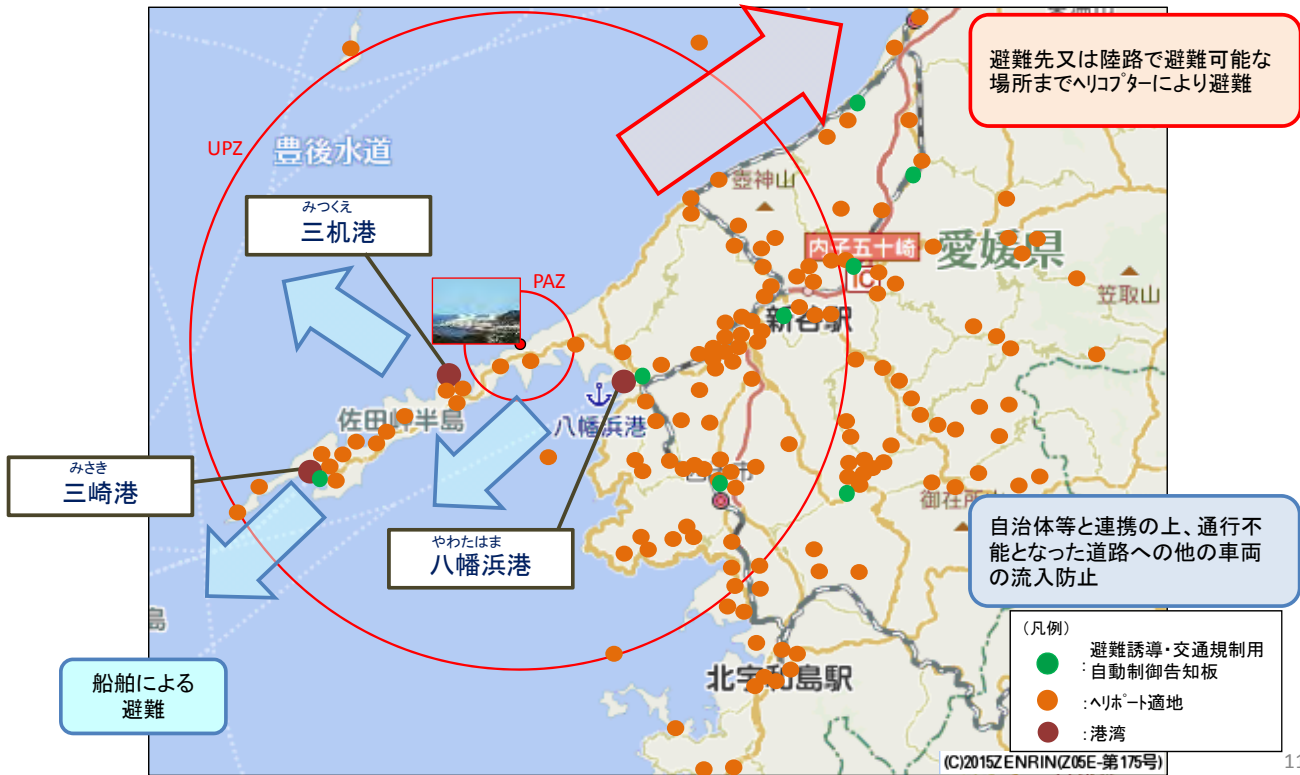 避難先又は陸路で避難可能な
場所までヘリコプターにより避難
UPZ
豊後水道
壺神山
みつくえ
三机港
内子五十崎
IC
愛媛県
笠取山
PAZ
新谷駅
佐田岬半島
八幡浜港
みさき
三崎港
やわたはま
八幡浜港
御在所山
自治体等と連携の上、通行不
能となった道路への他の車両
の流入防止
島
船舶による
避難
北宇和島駅
（凡例）
避難誘導・交通規制用
：自動制御告知板
：ヘリポート適地
：港湾
(C)2015ZENRIN(Z05E-第175号)
11